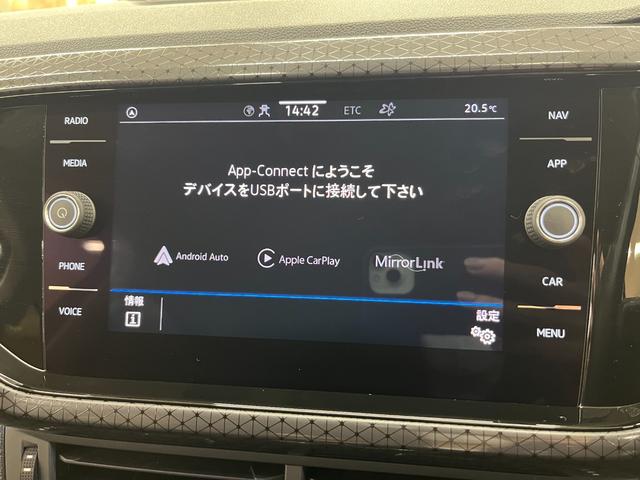 RADIO
MEDIA
PHONE
VOICE
14:42
ETC
20.5℃
App-Connect にようこそ
デバイスをUSBポートに接続して下さい
Android Auto
Apple CarPlay
MirrorLink
情報
設定
NAV
APP
CAR
MENU